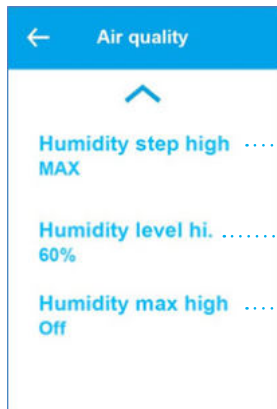 Air quality
Humidity step high
MAX
Humidity level hi.
60%
Humidity max high
Off